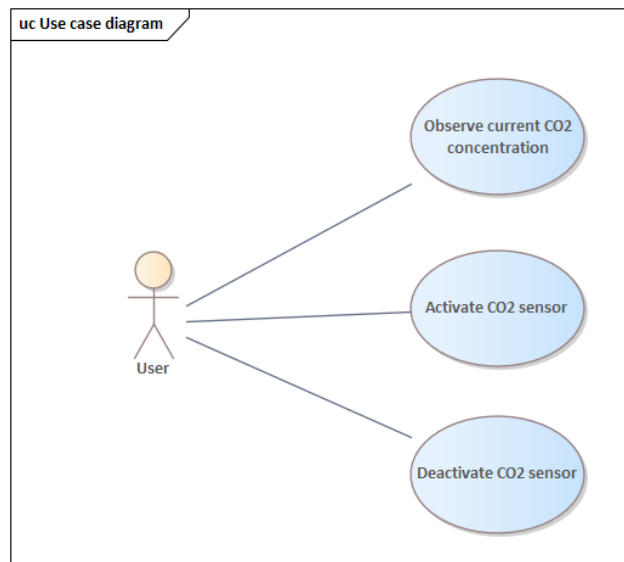 uc Use case diagram
Observe current CO2
concentration
Activate CO2 sensor
User
Deactivate CO2 sensor